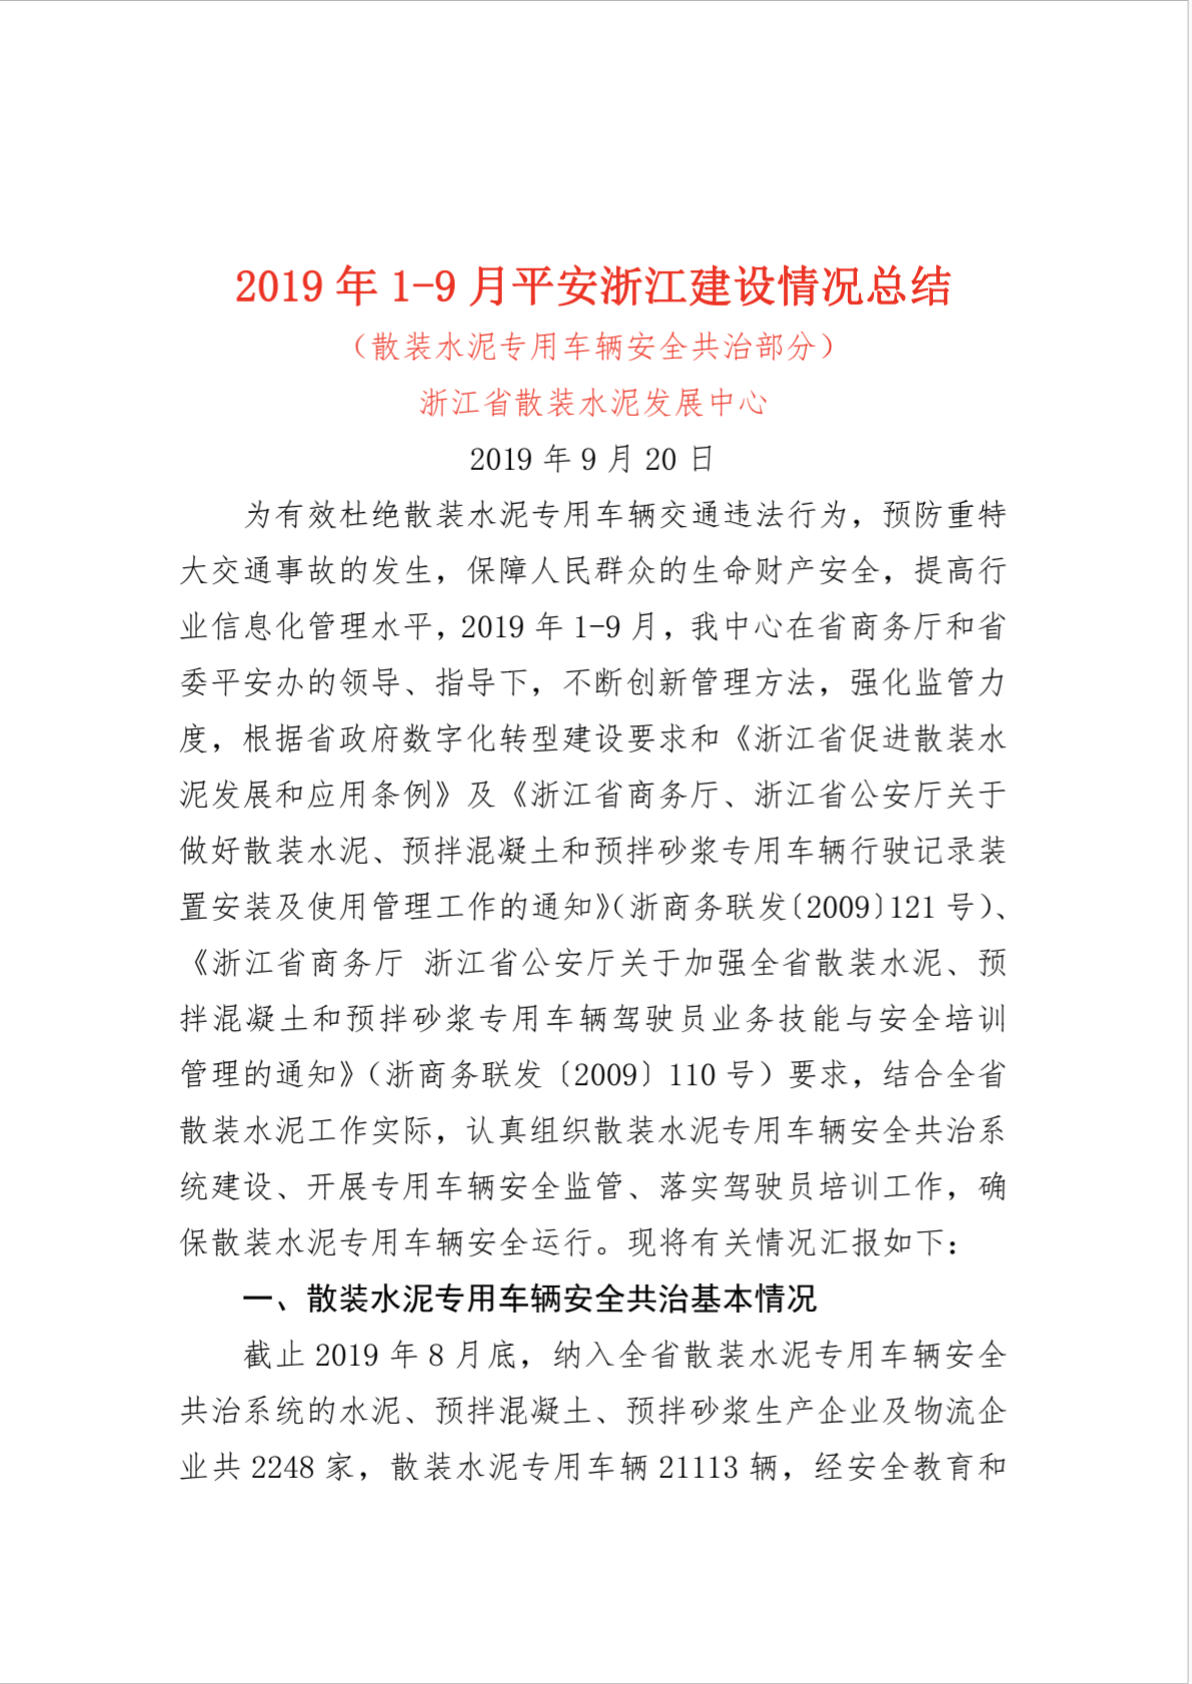 2019 年 1-9 月平安浙江建设情况总结
（散装水泥专用车辆安全共治部分）
浙江省散装水泥发展中心
2019 年 9 月 20 日
为有效杜绝散装水泥专用车辆交通违法行为，预防重特
大交通事故的发生，保障人民群众的生命财产安全，提高行
业信息化管理水平，2019 年 1-9 月，我中心在省商务厅和省
委平安办的领导、指导下，不断创新管理方法，强化监管力
度，根据省政府数字化转型建设要求和《浙江省促进散装水
泥发展和应用条例》及《浙江省商务厅、浙江省公安厅关于
做好散装水泥、预拌混凝土和预拌砂浆专用车辆行驶记录装
置安装及使用管理工作的通知》（浙商务联发〔2009〕121 号）、
《浙江省商务厅 浙江省公安厅关于加强全省散装水泥、预
拌混凝土和预拌砂浆专用车辆驾驶员业务技能与安全培训
管理的通知》（浙商务联发〔2009〕110 号）要求，结合全省
散装水泥工作实际，认真组织散装水泥专用车辆安全共治系
统建设、开展专用车辆安全监管、落实驾驶员培训工作，确
保散装水泥专用车辆安全运行。现将有关情况汇报如下：
一、散装水泥专用车辆安全共治基本情况
截止 2019 年 8 月底，纳入全省散装水泥专用车辆安全
共治系统的水泥、预拌混凝土、预拌砂浆生产企业及物流企
业共 2248 家，散装水泥专用车辆 21113 辆，经安全教育和